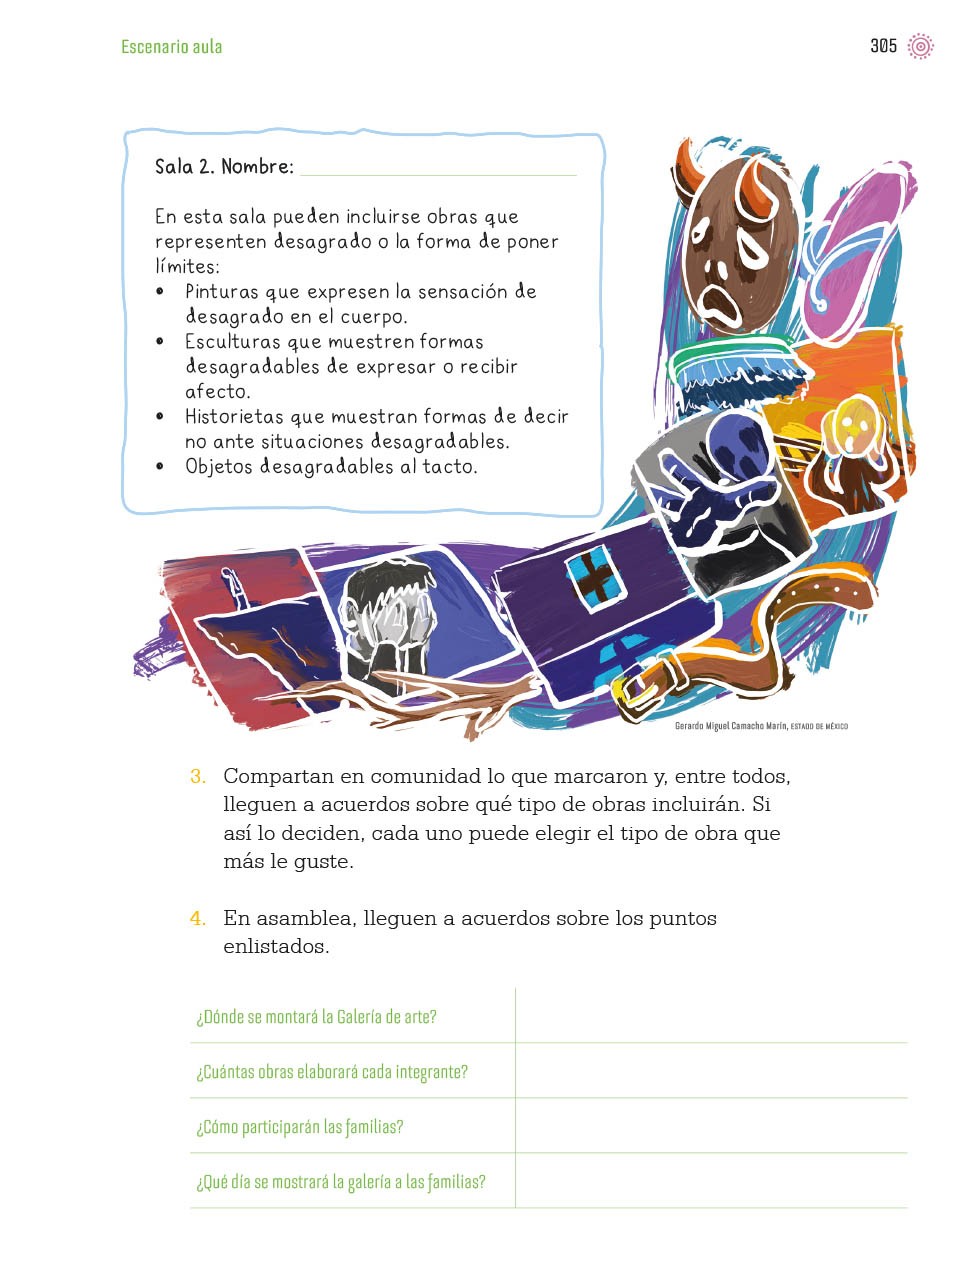 Escenario aula
305
Sala 2. Nombre:
En esta sala pueden incluirse obras que
representen desagrado o la forma de poner
límites:
• Pinturas que expresen la sensación de
desagrado en el cuerpo.
• Esculturas que muestren formas
desagradables de expresar o recibir
afecto.
• Historietas que muestran formas de decir
no ante situaciones desagradables.
• Objetos desagradables al tacto.
Gerardo Miguel Camacho Marín, ESTADO DE MÉXICO
3. Compartan en comunidad lo que marcaron y, entre todos,
lleguen a acuerdos sobre qué tipo de obras incluirán. Si
así lo deciden, cada uno puede elegir el tipo de obra que
más le guste.
4. En asamblea, lleguen a acuerdos sobre los puntos
enlistados.
¿Dónde se montará la Galería de arte?
¿Cuántas obras elaborará cada integrante?
¿Cómo participarán las familias?
¿Qué día se mostrará la galería a las familias?